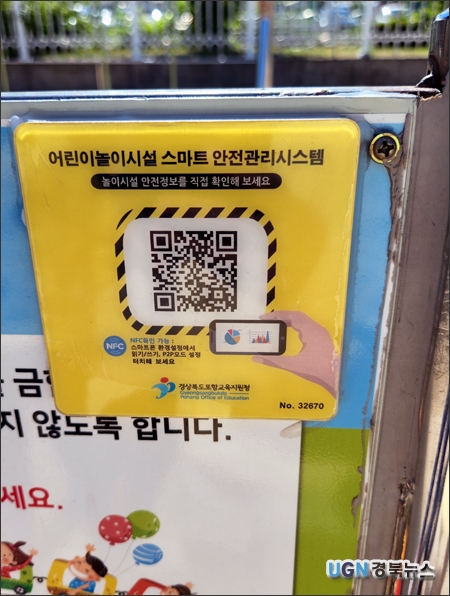 어린이놀이시설 스마트 안전관리시스템
놀이시설 안전정보를 직접 확인해 보세요
NFC
NFC확인 가능 :
스마트폰 환경설정에서
읽기/쓰기, P2P모드 설정
터치해 보세요
경상북도포항교육지원청
Gyeongsangbukdo
Pohang Office of Education
No. 32670
금
지 않도록 합니다.
세요.
UGN경북뉴스